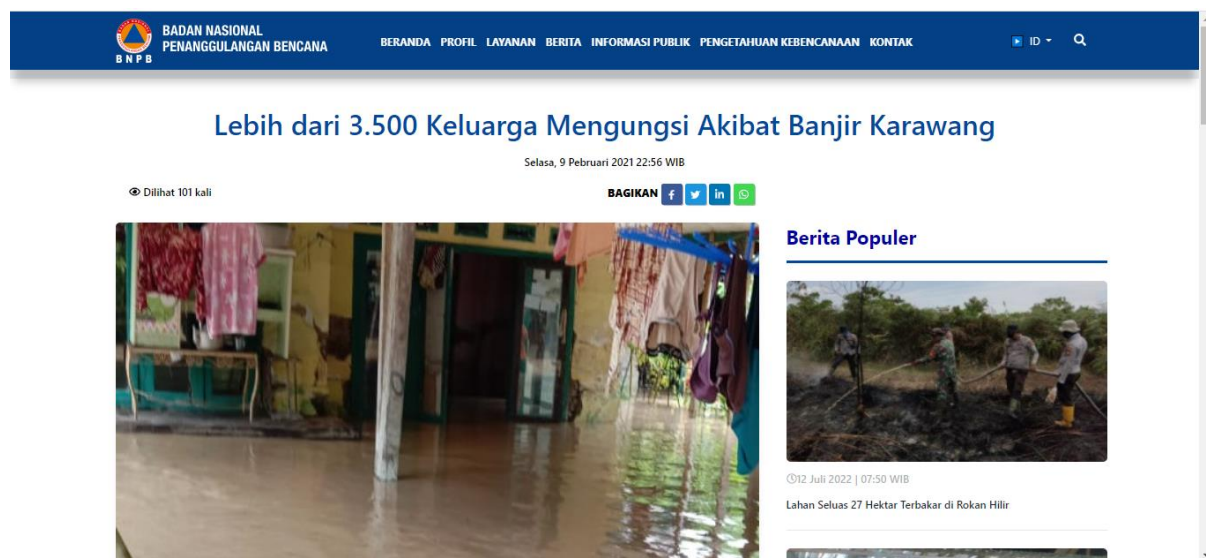 BADAN NASIONAL
PENANGGULANGAN BENCANA
BNPB
BERANDA PROFIL LAYANAN BERITA INFORMASI PUBLIK PENGETAHUAN KEBENCANAAN KONTAK
ID
Lebih dari 3.500 Keluarga Mengungsi Akibat Banjir Karawang
Selasa, 9 Pebruari 2021 22:56 WIB
Dilihat 101 kali
BAGIKAN
Berita Populer
12 Juli 2022 | 07:50 WIB
Lahan Seluas 27 Hektar Terbakar di Rokan Hilir